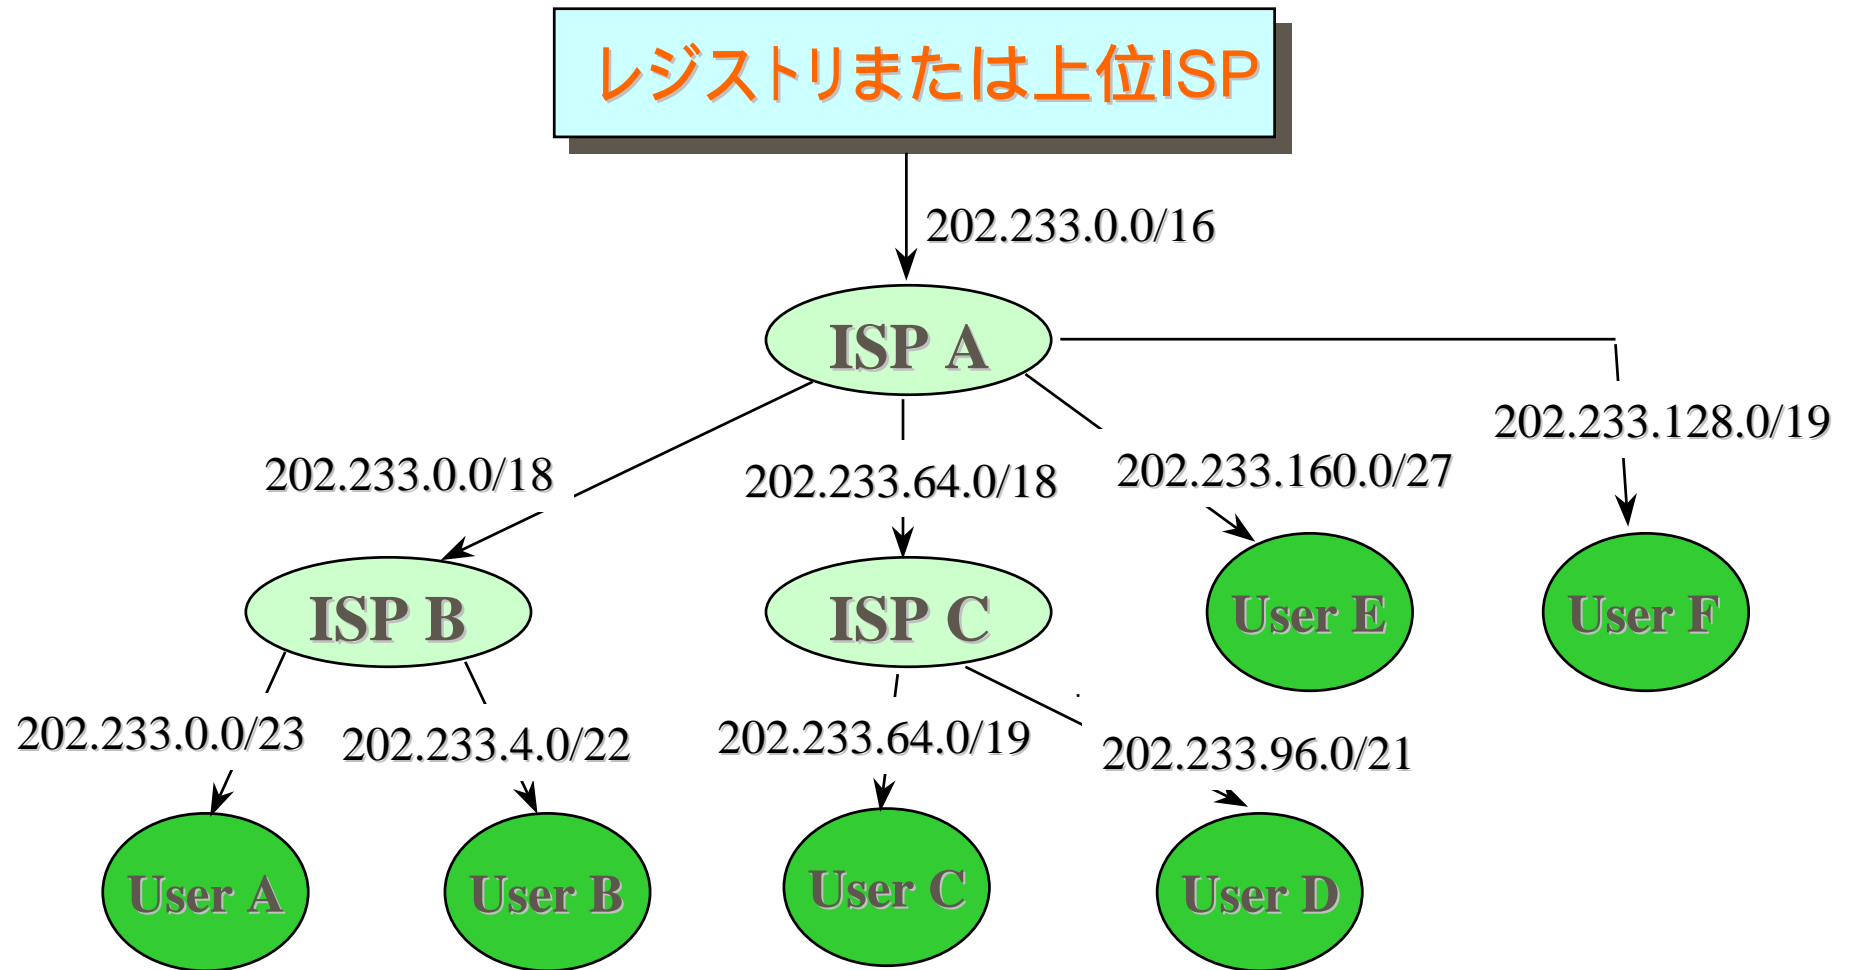 レジストリまたは上位ISP
202.233.0.0/16
ISP A
202.233.128.0/19
202.233.0.0/18
202.233.64.0/18
202.233.160.0/27
ISP B
ISP C
User E
User F
202.233.0.0/23
202.233.4.0/22
202.233.64.0/19
202.233.96.0/21
User A
User B
User C
User D